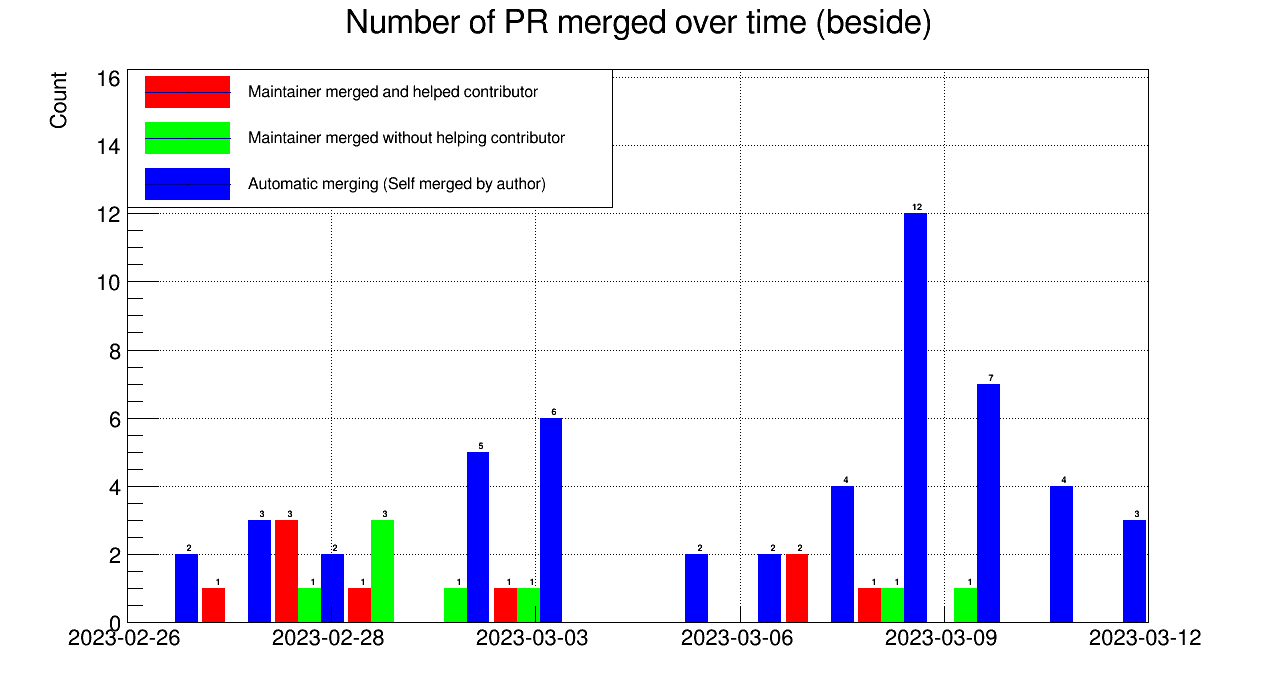 Number of PR merged over time (beside)
Count
16
14
12
10
8
6
4
2
0
Maintainer merged and helped contributor
Maintainer merged without helping contributor
Automatic merging (Self merged by author)
2 1 3 3 1 2 1 3 1 5 1 1 6 2 2 2 4 1 1 12 1 7 4 3
2023-02-26 2023-02-28 2023-03-03 2023-03-06 2023-03-09 2023-03-12